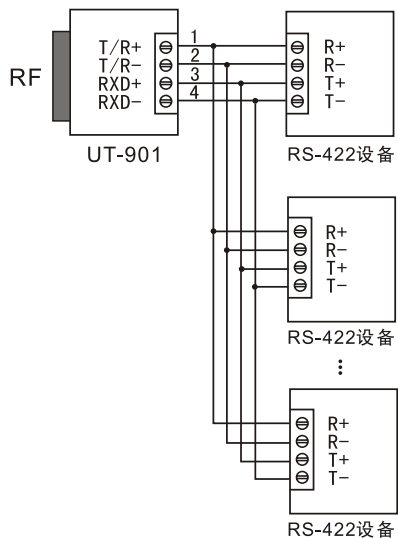 RF
T/R+
T/R-
RXD+
RXD-
1
2
3
4
UT-901
R+
R-
T+
T-
RS-422设备
R+
R-
T+
T-
RS-422设备
R+
R-
T+
T-
RS-422设备